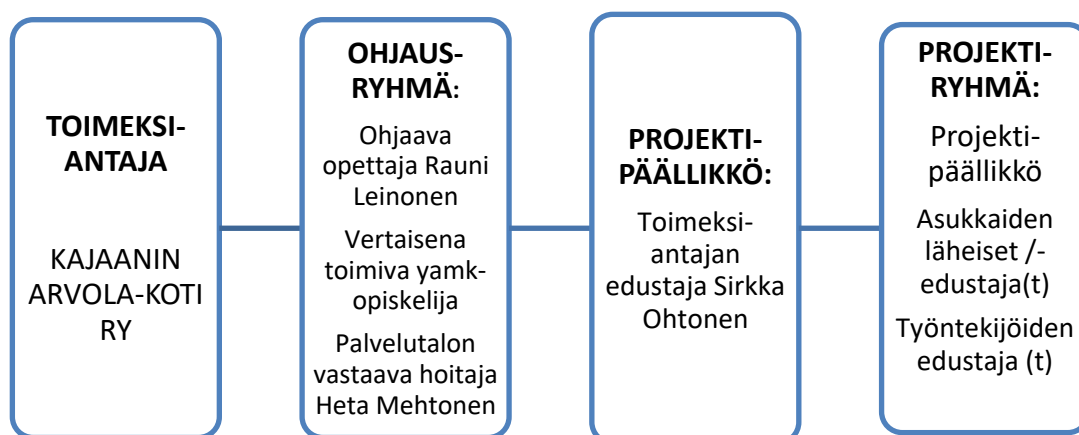 TOIMEKSI-
ANTAJA
KAJAANIN
ARVOLA-KOTI
RY
OHJAUS-
RYHMÄ:
Ohjaava
opettaja Rauni
Leinonen
Vertaisena
toimiva yamk-
opiskelija
Palvelutalon
vastaava hoitaja
Heta Mehtonen
PROJEKTI-
PÄÄLLIKKÖ:
Toimeksi-
antajan
edustaja Sirkka
Ohtonen
PROJEKTI-
RYHMÄ:
Projekti-
päällikkö
Asukkaiden
läheiset /-
edustaja(t)
Työntekijöiden
edustaja (t)